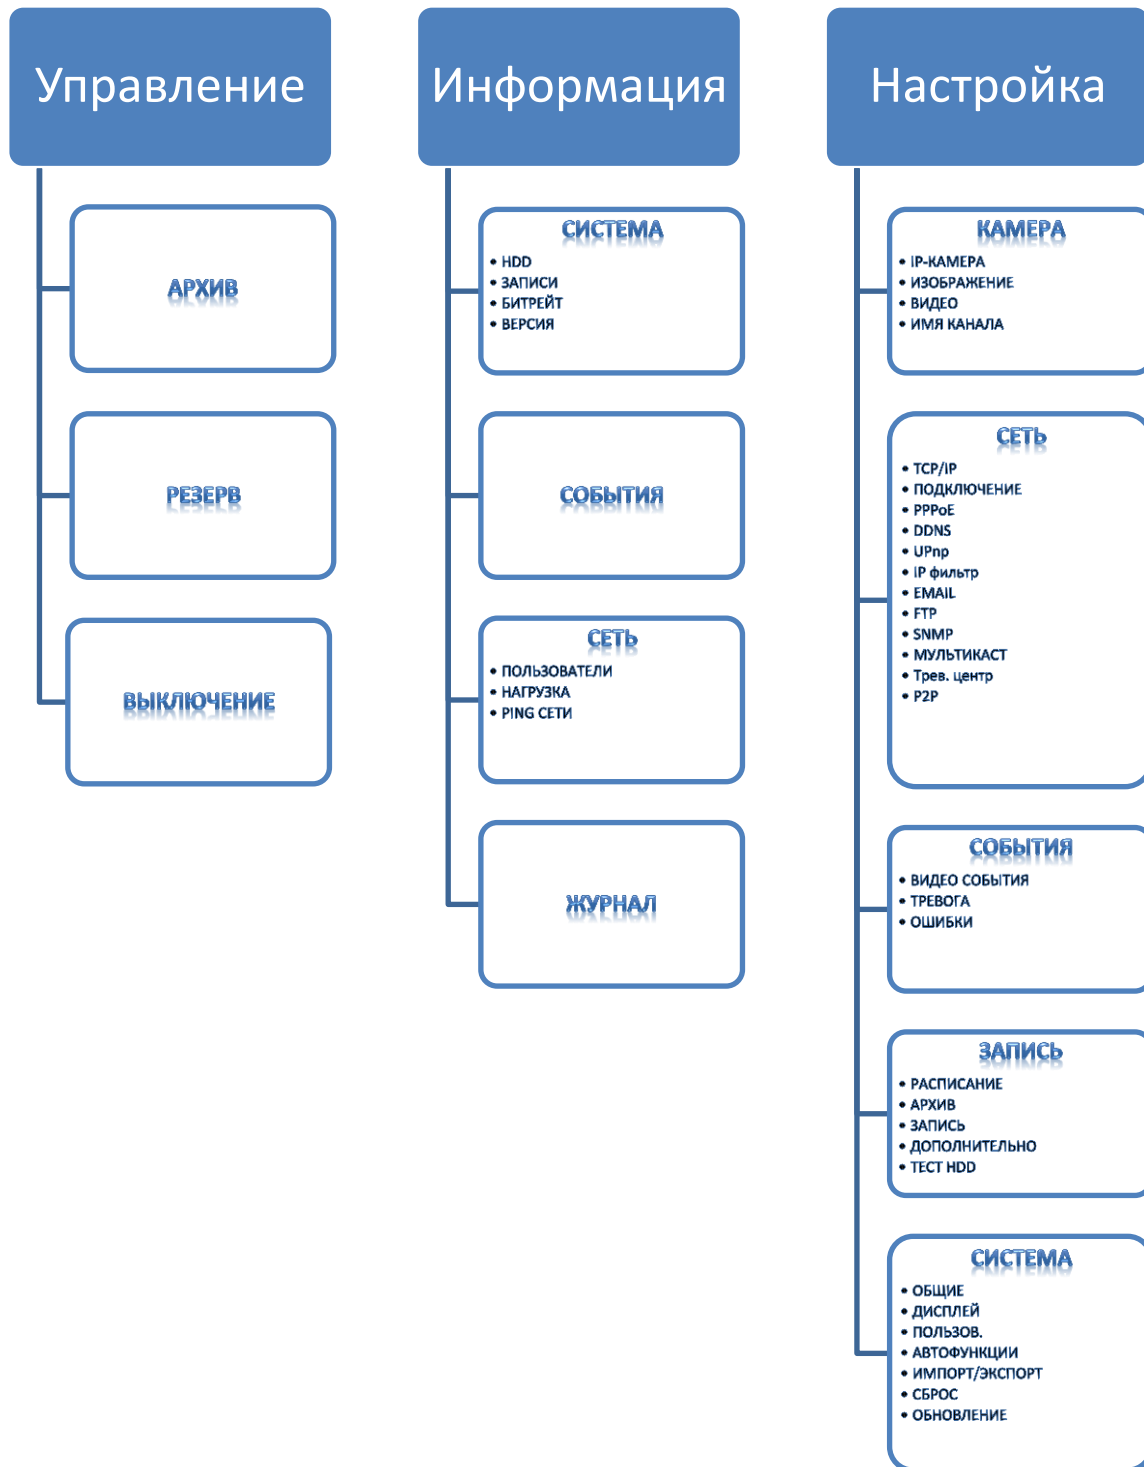 Управление
АРХИВ
РЕЗЕРВ
ВЫКЛЮЧЕНИЕ
Информация
СИСТЕМА
• HDD
• ЗАПИСИ
• БИТРЕЙТ
• ВЕРСИЯ
СОБЫТИЯ
СЕТЬ
• ПОЛЬЗОВАТЕЛИ
• НАГРУЗКА
• PING СЕТИ
ЖУРНАЛ
Настройка
КАМЕРА
• IP-КАМЕРА
• ИЗОБРАЖЕНИЕ
• ВИДЕО
• ИМЯ КАНАЛА
СЕТЬ
• TCP/IP
• ПОДКЛЮЧЕНИЕ
• PPPoE
• DDNS
• UPnp
• IP фильтр
• EMAIL
• FTP
• SNMP
• МУЛЬТИКАСТ
• Трев. центр
• P2P
СОБЫТИЯ
• ВИДЕО СОБЫТИЯ
• ТРЕВОГА
• ОШИБКИ
ЗАПИСЬ
• РАСПИСАНИЕ
• АРХИВ
• ЗАПИСЬ
• ДОПОЛНИТЕЛЬНО
• ТЕСТ HDD
СИСТЕМА
• ОБЩИЕ
• ДИСПЛЕЙ
• ПОЛЬЗОВ.
• АВТОФУНКЦИИ
• ИМПОРТ/ЭКСПОРТ
• СБРОС
• ОБНОВЛЕНИЕ